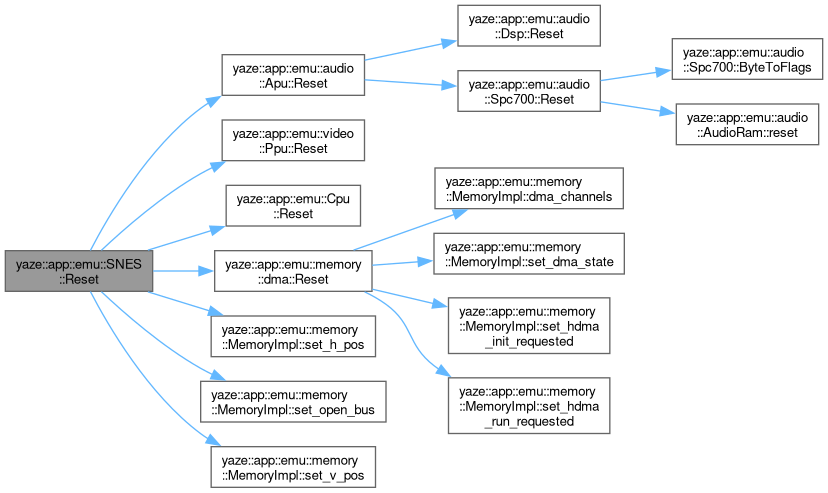 yaze::app::emu::SNES
::Reset
yaze::app::emu::audio
::Apu::Reset
yaze::app::emu::audio
::Dsp::Reset
yaze::app::emu::audio
::Spc700::Reset
yaze::app::emu::audio
::Spc700::ByteToFlags
yaze::app::emu::audio
::AudioRam::reset
yaze::app::emu::video
::Ppu::Reset
yaze::app::emu::Cpu
::Reset
yaze::app::emu::memory
::dma::Reset
yaze::app::emu::memory
::MemoryImpl::dma_channels
yaze::app::emu::memory
::MemoryImpl::set_dma_state
yaze::app::emu::memory
::MemoryImpl::set_hdma
_init_requested
yaze::app::emu::memory
::MemoryImpl::set_hdma
_run_requested
yaze::app::emu::memory
::MemoryImpl::set_h_pos
yaze::app::emu::memory
::MemoryImpl::set_open_bus
yaze::app::emu::memory
::MemoryImpl::set_v_pos